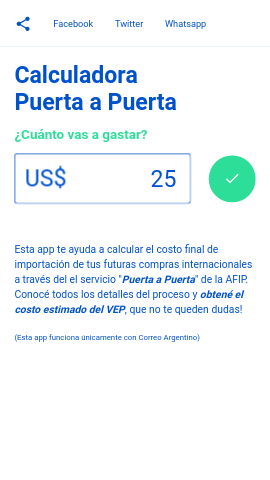 Facebook Twitter Whatsapp
Calculadora
Puerta a Puerta
¿Cuánto vas a gastar?
US$ 25
Esta app te ayuda a calcular el costo final de
importación de tus futuras compras internacionales
a través del el servicio "Puerta a Puerta" de la AFIP.
Conocé todos los detalles del proceso y obtené el
costo estimado del VEP, que no te queden dudas!
(Esta app funciona únicamente con Correo Argentino)